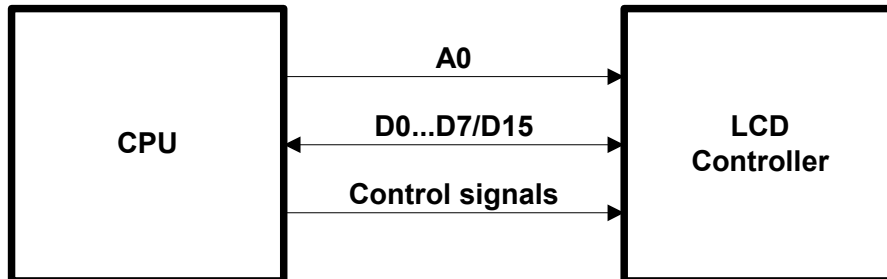 A0
D0...D7/D15
CPU
LCD
Controller
Control signals